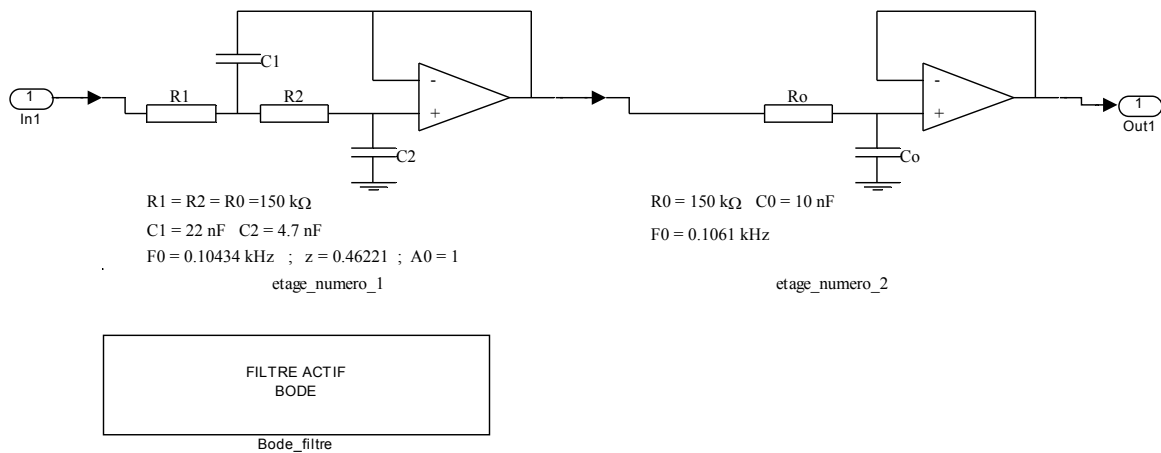 C1
1
In1
R1
R2
-
+
C2
Ro
-
+
Co
1
Out1
R1 = R2 = R0 =150 kΩ
C1 = 22 nF C2 = 4.7 nF
F0 = 0.10434 kHz ; z = 0.46221 ; A0 = 1
etage_numero_1
R0 = 150 kΩ C0 = 10 nF
F0 = 0.1061 kHz
etage_numero_2
FILTRE ACTIF
BODE
Bode_filtre